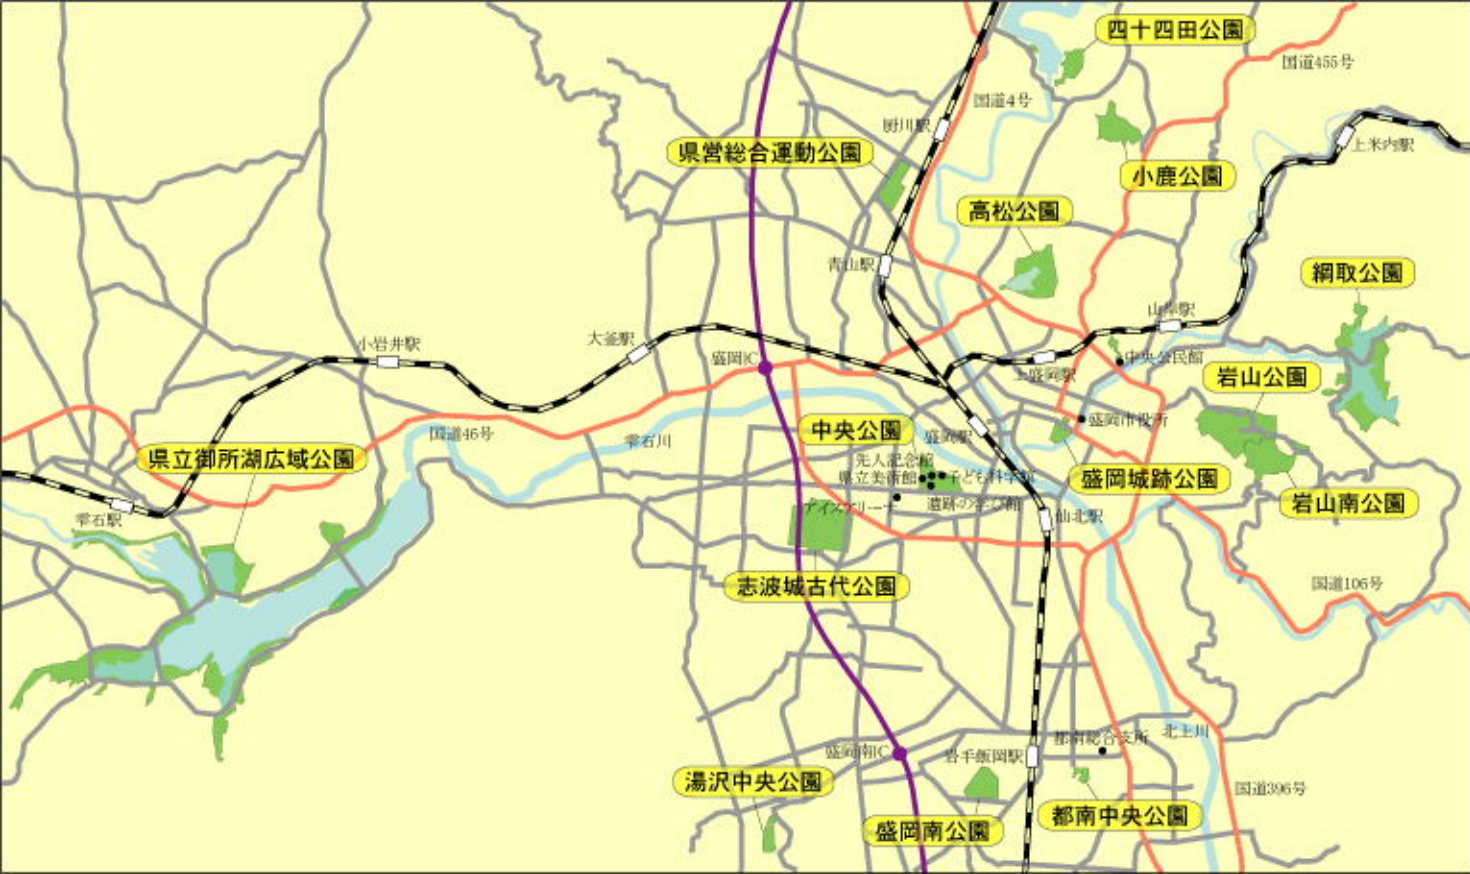 四十四田公園
国道455号
国道4号
厨川駅
上米内駅
県営総合運動公園
小鹿公園
高松公園
青山駅
綱取公園
山岸駅
小岩井駅
大釜駅
盛岡IC
中央公民館
上盛岡駅
岩山公園
国道46号
雫石川
中央公園
盛岡駅
盛岡市役所
県立御所湖広域公園
先人記念館
県立美術館
子ども科学館
盛岡城跡公園
岩山南公園
アイスアリーナ
遺跡の学び館
雫石駅
仙北駅
志波城古代公園
国道106号
北上川
都南総合支所
盛岡南IC
岩手飯岡駅
湯沢中央公園
国道396号
都南中央公園
盛岡南公園